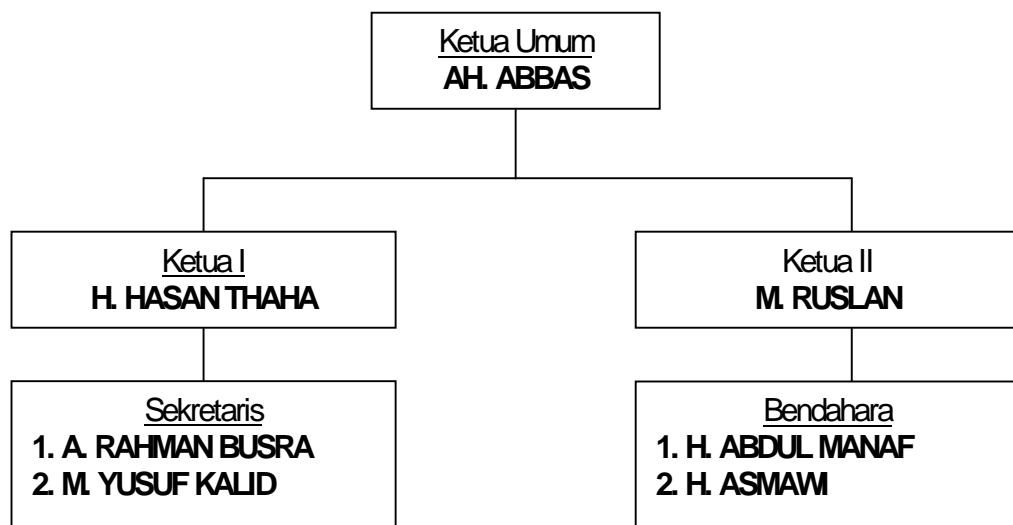 Ketua Umum
AH. ABBAS
Ketua I
H. HASAN THAHA
Ketua II
M. RUSLAN
Sekretaris
1. A. RAHMAN BUSRA
2. M. YUSUF KALID
Bendahara
1. H. ABDUL MANAF
2. H. ASMAWI